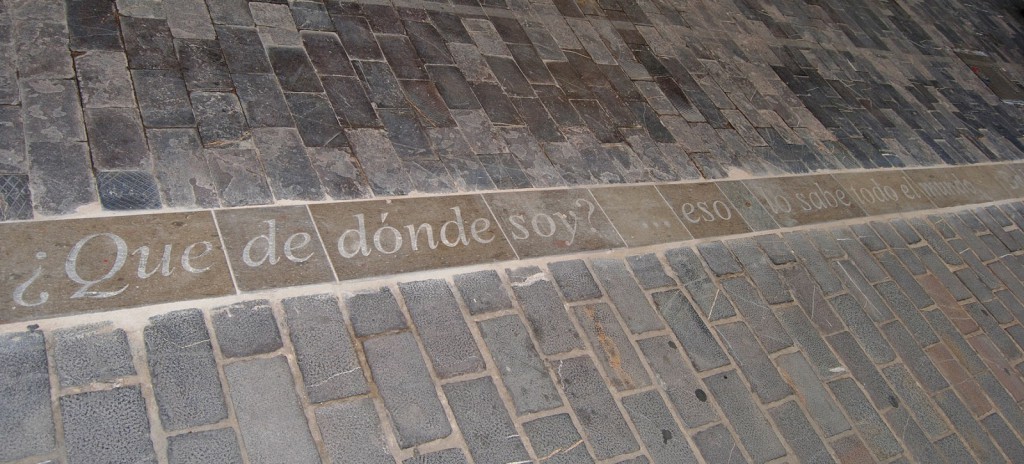 ¿Que de dónde soy? ... eso lo sabe todo el mundo